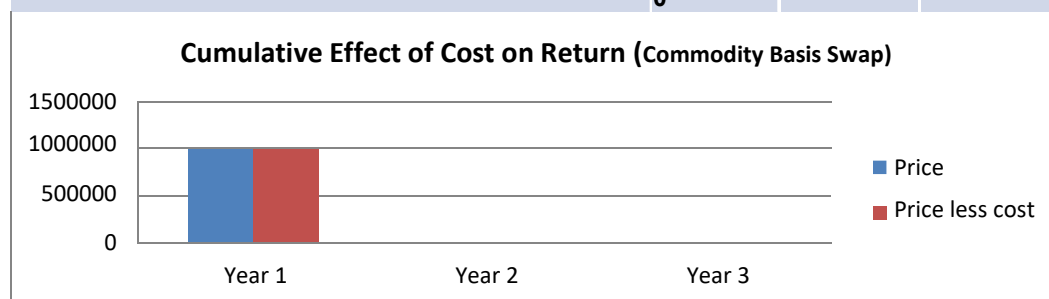 0
Cumulative Effect of Cost on Return (Commodity Basis Swap)
1500000
1000000
500000
0
Price
Price less cost
Year 1 Year 2 Year 3